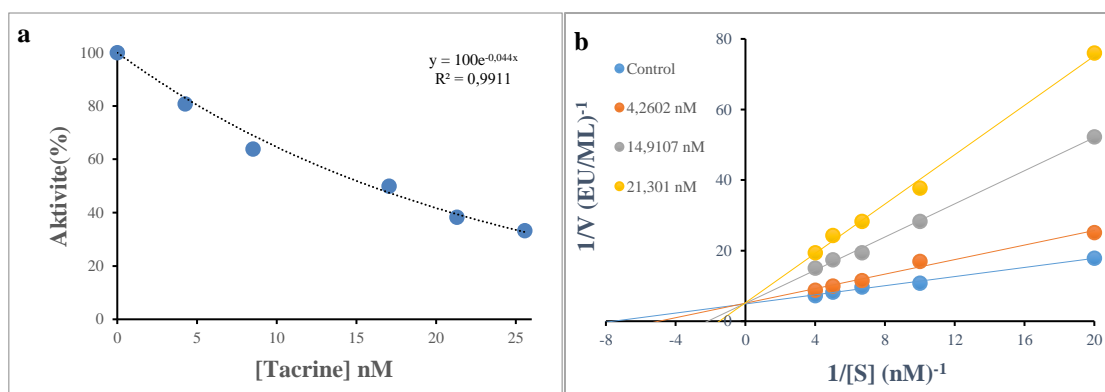 a
y = 100e-0,044x
R² = 0,9911
100
80
60
40
20
0
0
5
10
15
20
25
Aktivite(%)
[Tacrine] nM
b
Control
4,2602 nM
14,9107 nM
21,301 nM
80
60
40
20
0
-8
-4
0
4
8
12
16
20
1/V (EU/ML)-1
1/[S] (nM)-1